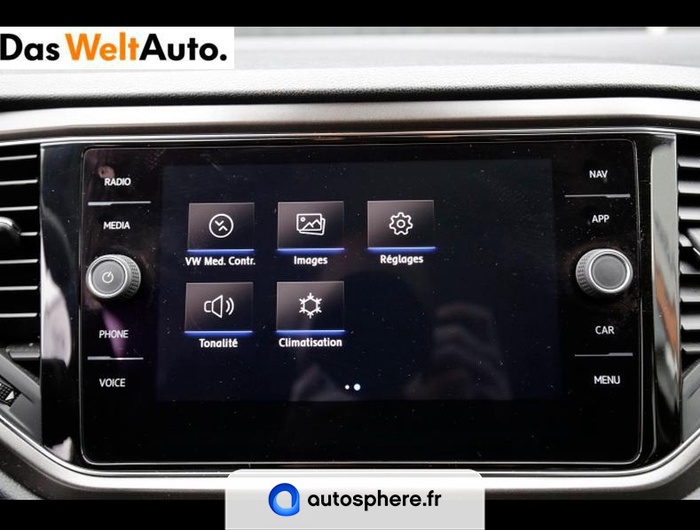 Das WeltAuto.
RADIO
NAV
MEDIA
APP
VW Med. Contr.
Images
Réglages
PHONE
CAR
Tonalité
Climatisation
VOICE
MENU
autosphere.fr